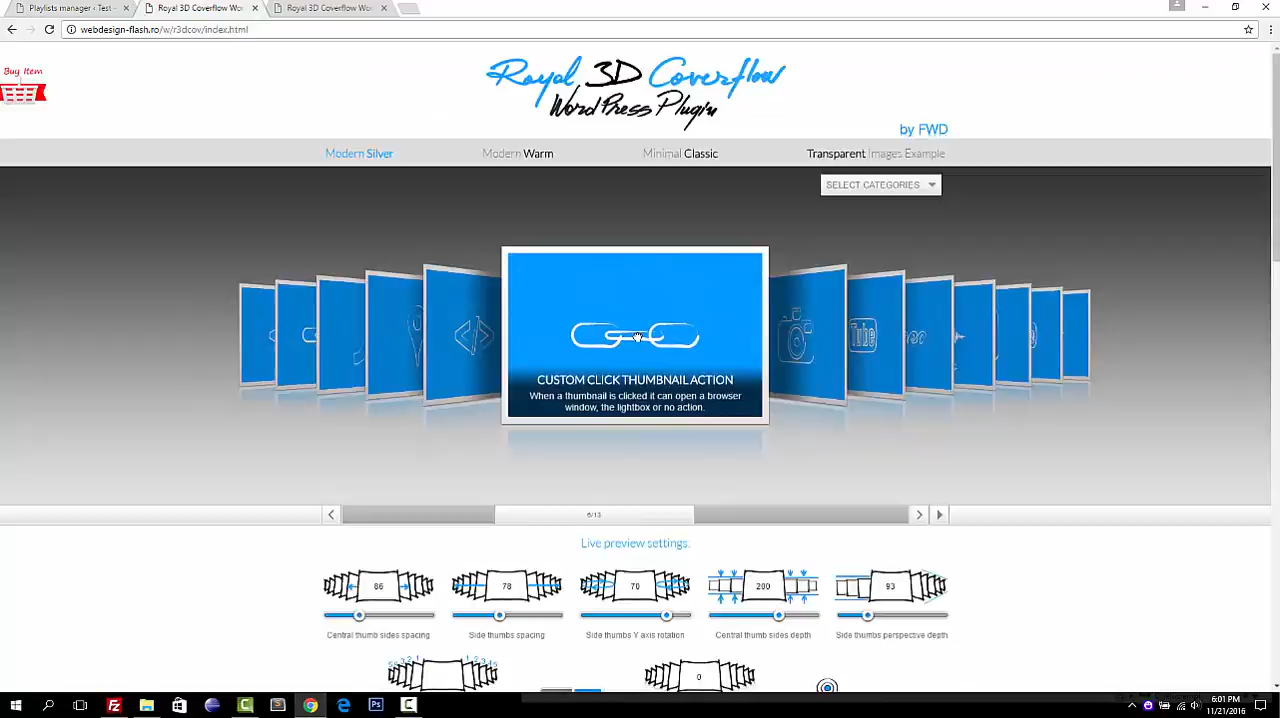 Playlists manager ‹ Test -
Royal 3D Coverflow Wo
Royal 3D Coverflow Wo
webdesign-flash.ro/w/r3dcov/index.html
Buy Item
Royal 3D Coverflow
WordPress Plugin
by FWD
Modern Silver
Modern Warm
Minimal Classic
Transparent Images Example
SELECT CATEGORIES
Tube
CUSTOM CLICK THUMBNAIL ACTION
When a thumbnail is clicked it can open a browser
window, the lightbox or no action.
6/13
Live preview settings:
86
78
70
200
93
Central thumb sides spacing
Side thumbs spacing
Side thumbs Y axis rotation
Central thumb sides depth
Side thumbs perspective depth
0
6:01 PM
11/21/2016